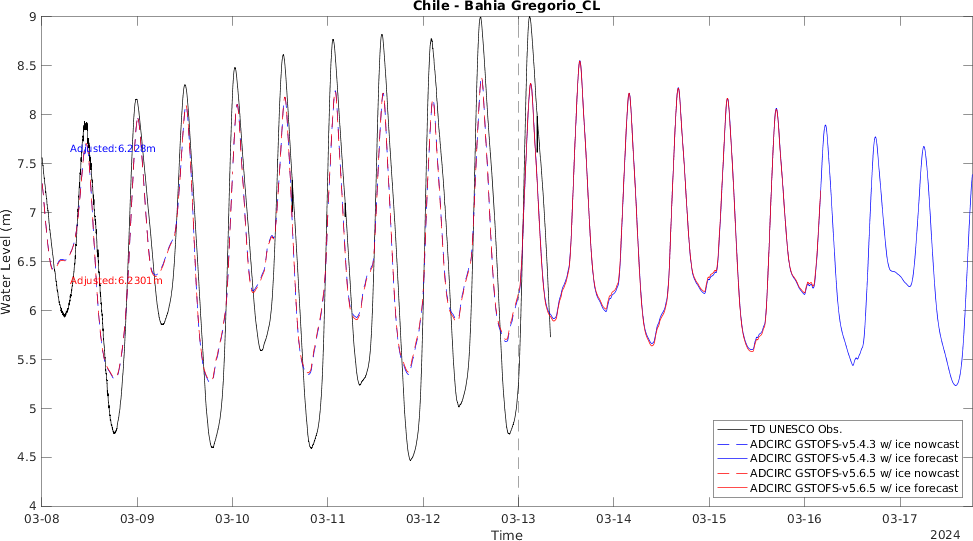 Chile - Bahia Gregorio_CL
9
8.5
8
7.5
7
6.5
6
5.5
5
4.5
4
Water Level (m)
Adjusted:6.228m
Adjusted:6.2301m
TD UNESCO Obs.
ADCIRC GSTOFS-v5.4.3 w/ ice nowcast
ADCIRC GSTOFS-v5.4.3 w/ ice forecast
ADCIRC GSTOFS-v5.6.5 w/ ice nowcast
ADCIRC GSTOFS-v5.6.5 w/ ice forecast
03-08 03-09 03-10 03-11 03-12 03-13 03-14 03-15 03-16 03-17
Time
2024